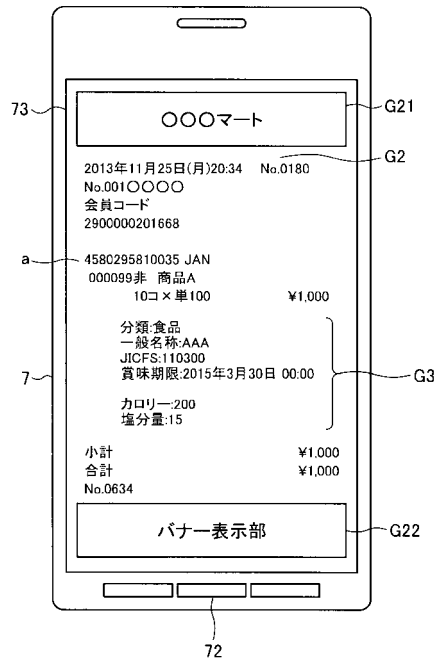 73
○○○マート
G21
2013年11月25日(月)20:34 No.0180
G2
No.001○○○○
会員コード
2900000201668
a
4580295810035 JAN
000099非 商品A
10コ×単100 ¥1,000
分類:食品
一般名称:AAA
JICFS:110300
賞味期限:2015年3月30日 00:00
7
G3
カロリー:200
塩分量:15
小計 ¥1,000
合計 ¥1,000
No.0634
バナー表示部
G22
72